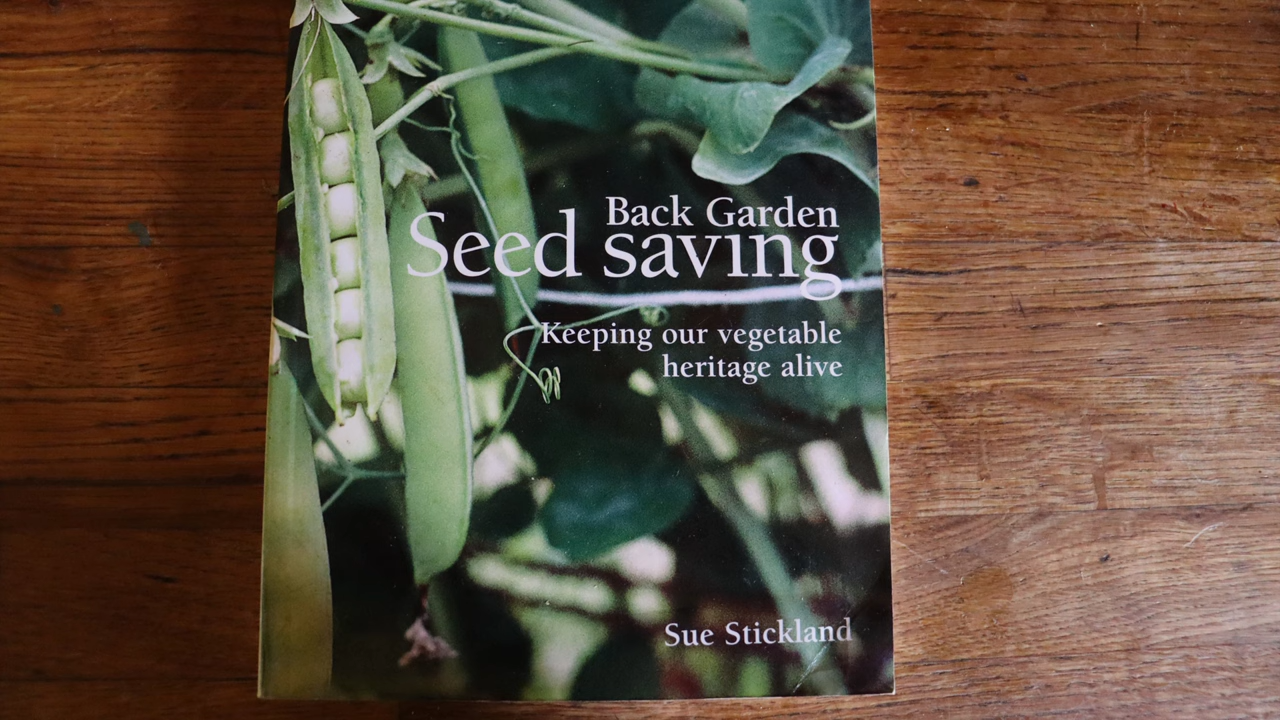 Back Garden
Seed saving
Keeping our vegetable
heritage alive
Sue Stickland